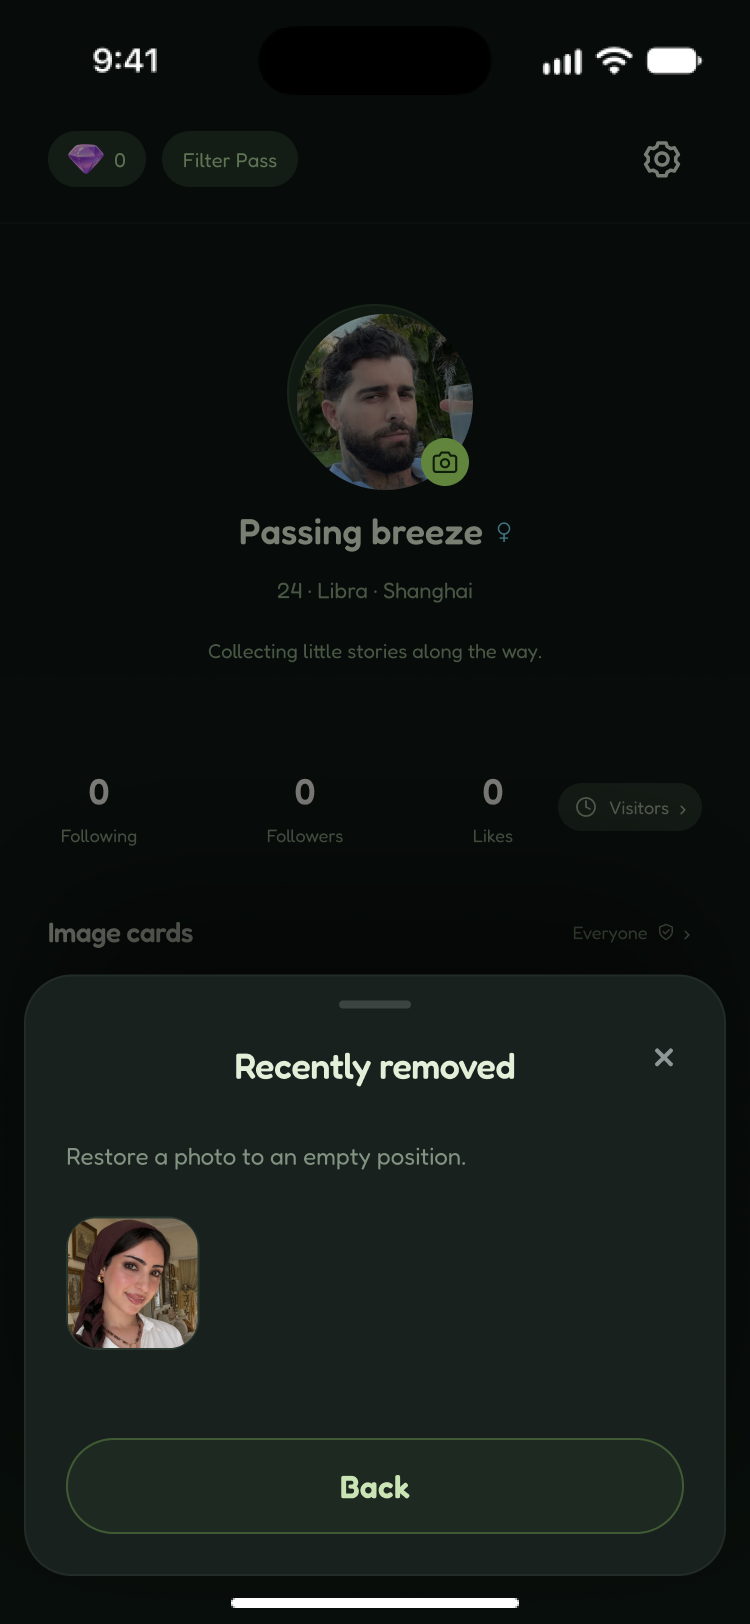 9:41
0
Filter Pass
Passing breeze ♀
24 · Libra · Shanghai
Collecting little stories along the way.
0 0 0
Visitors ›
Following Followers Likes
Image cards
Everyone ›
Recently removed
Restore a photo to an empty position.
Back